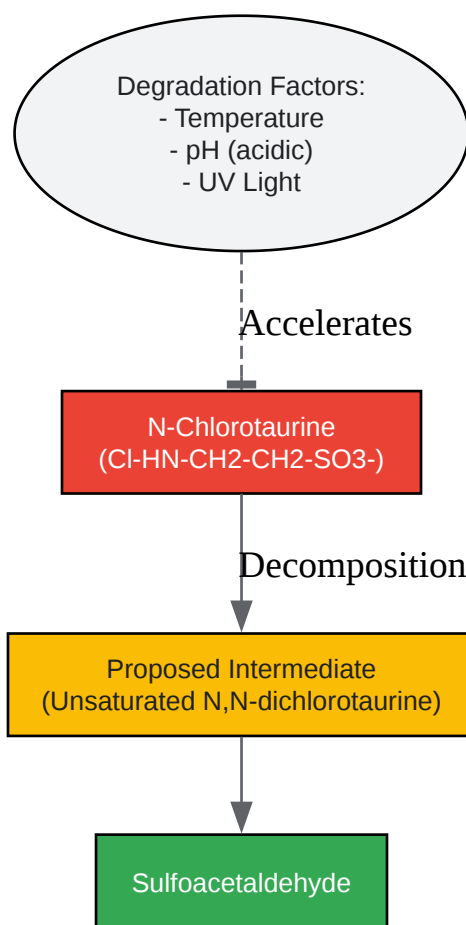 Degradation Factors:
- Temperature
- pH (acidic)
- UV Light
Accelerates
N-Chlorotaurine
(Cl-HN-CH2-CH2-SO3-)
Decomposition
Proposed Intermediate
(Unsaturated N,N-dichlorotaurine)
Sulfoacetaldehyde